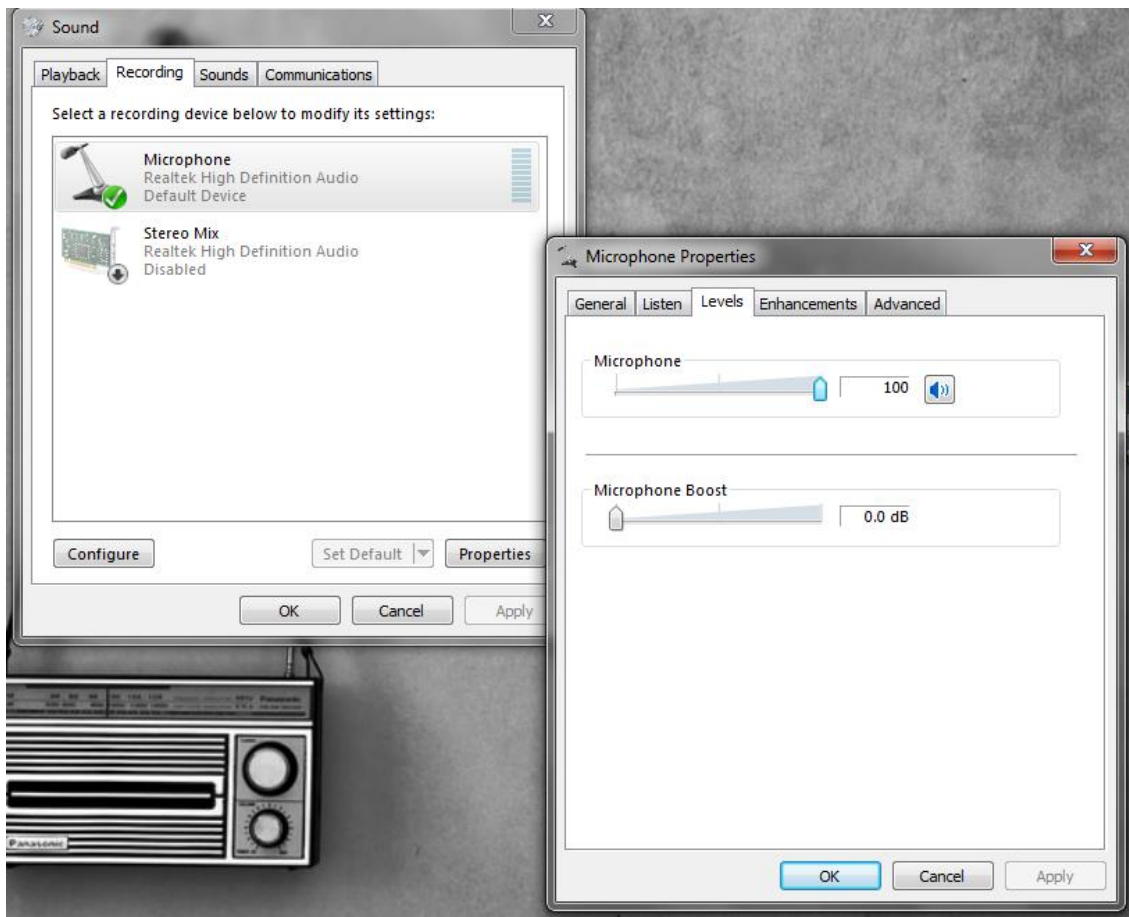 Sound
Playback Recording Sounds Communications
Select a recording device below to modify its settings:
Microphone
Realtek High Definition Audio
Default Device
Stereo Mix
Realtek High Definition Audio
Disabled
Configure Set Default Properties
OK Cancel Apply
Microphone Properties
General Listen Levels Enhancements Advanced
Microphone
100
Microphone Boost
0.0 dB
OK Cancel Apply
Panasonic
Panasonic